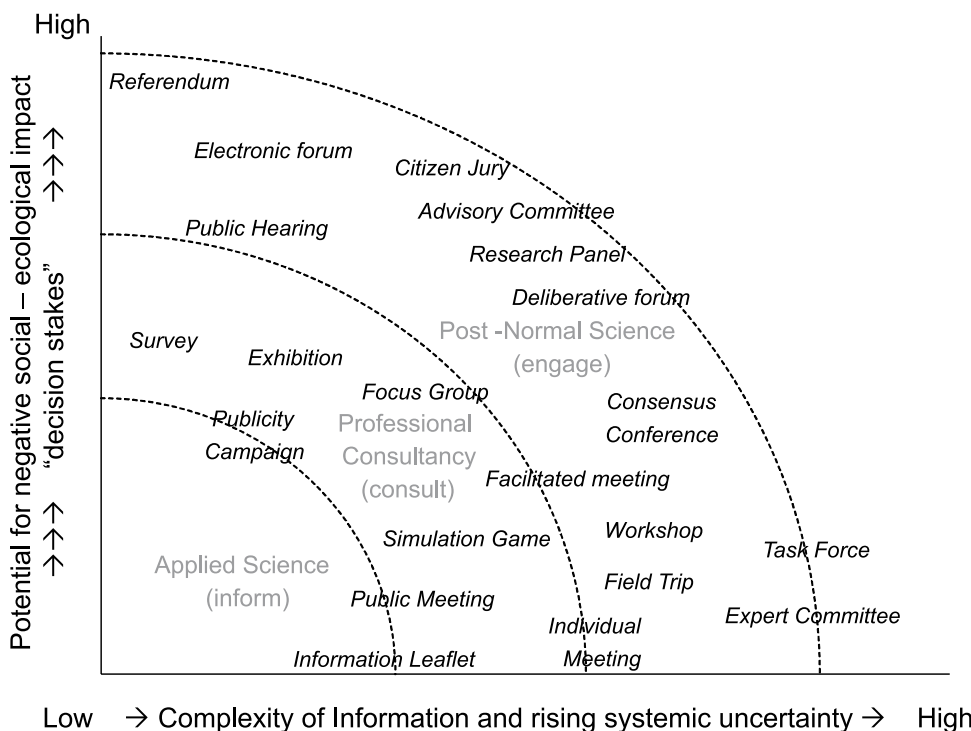 High
Potential for negative social – ecological impact
→→→ “decision stakes” →→→
Referendum
Electronic forum
Citizen Jury
Advisory Committee
Public Hearing
Research Panel
Deliberative forum
Post -Normal Science
(engage)
Survey
Exhibition
Focus Group
Consensus
Conference
Publicity
Campaign
Professional
Consultancy
(consult)
Facilitated meeting
Simulation Game
Workshop
Task Force
Applied Science
(inform)
Field Trip
Public Meeting
Expert Committee
Individual
Meeting
Information Leaflet
Low → Complexity of Information and rising systemic uncertainty → High